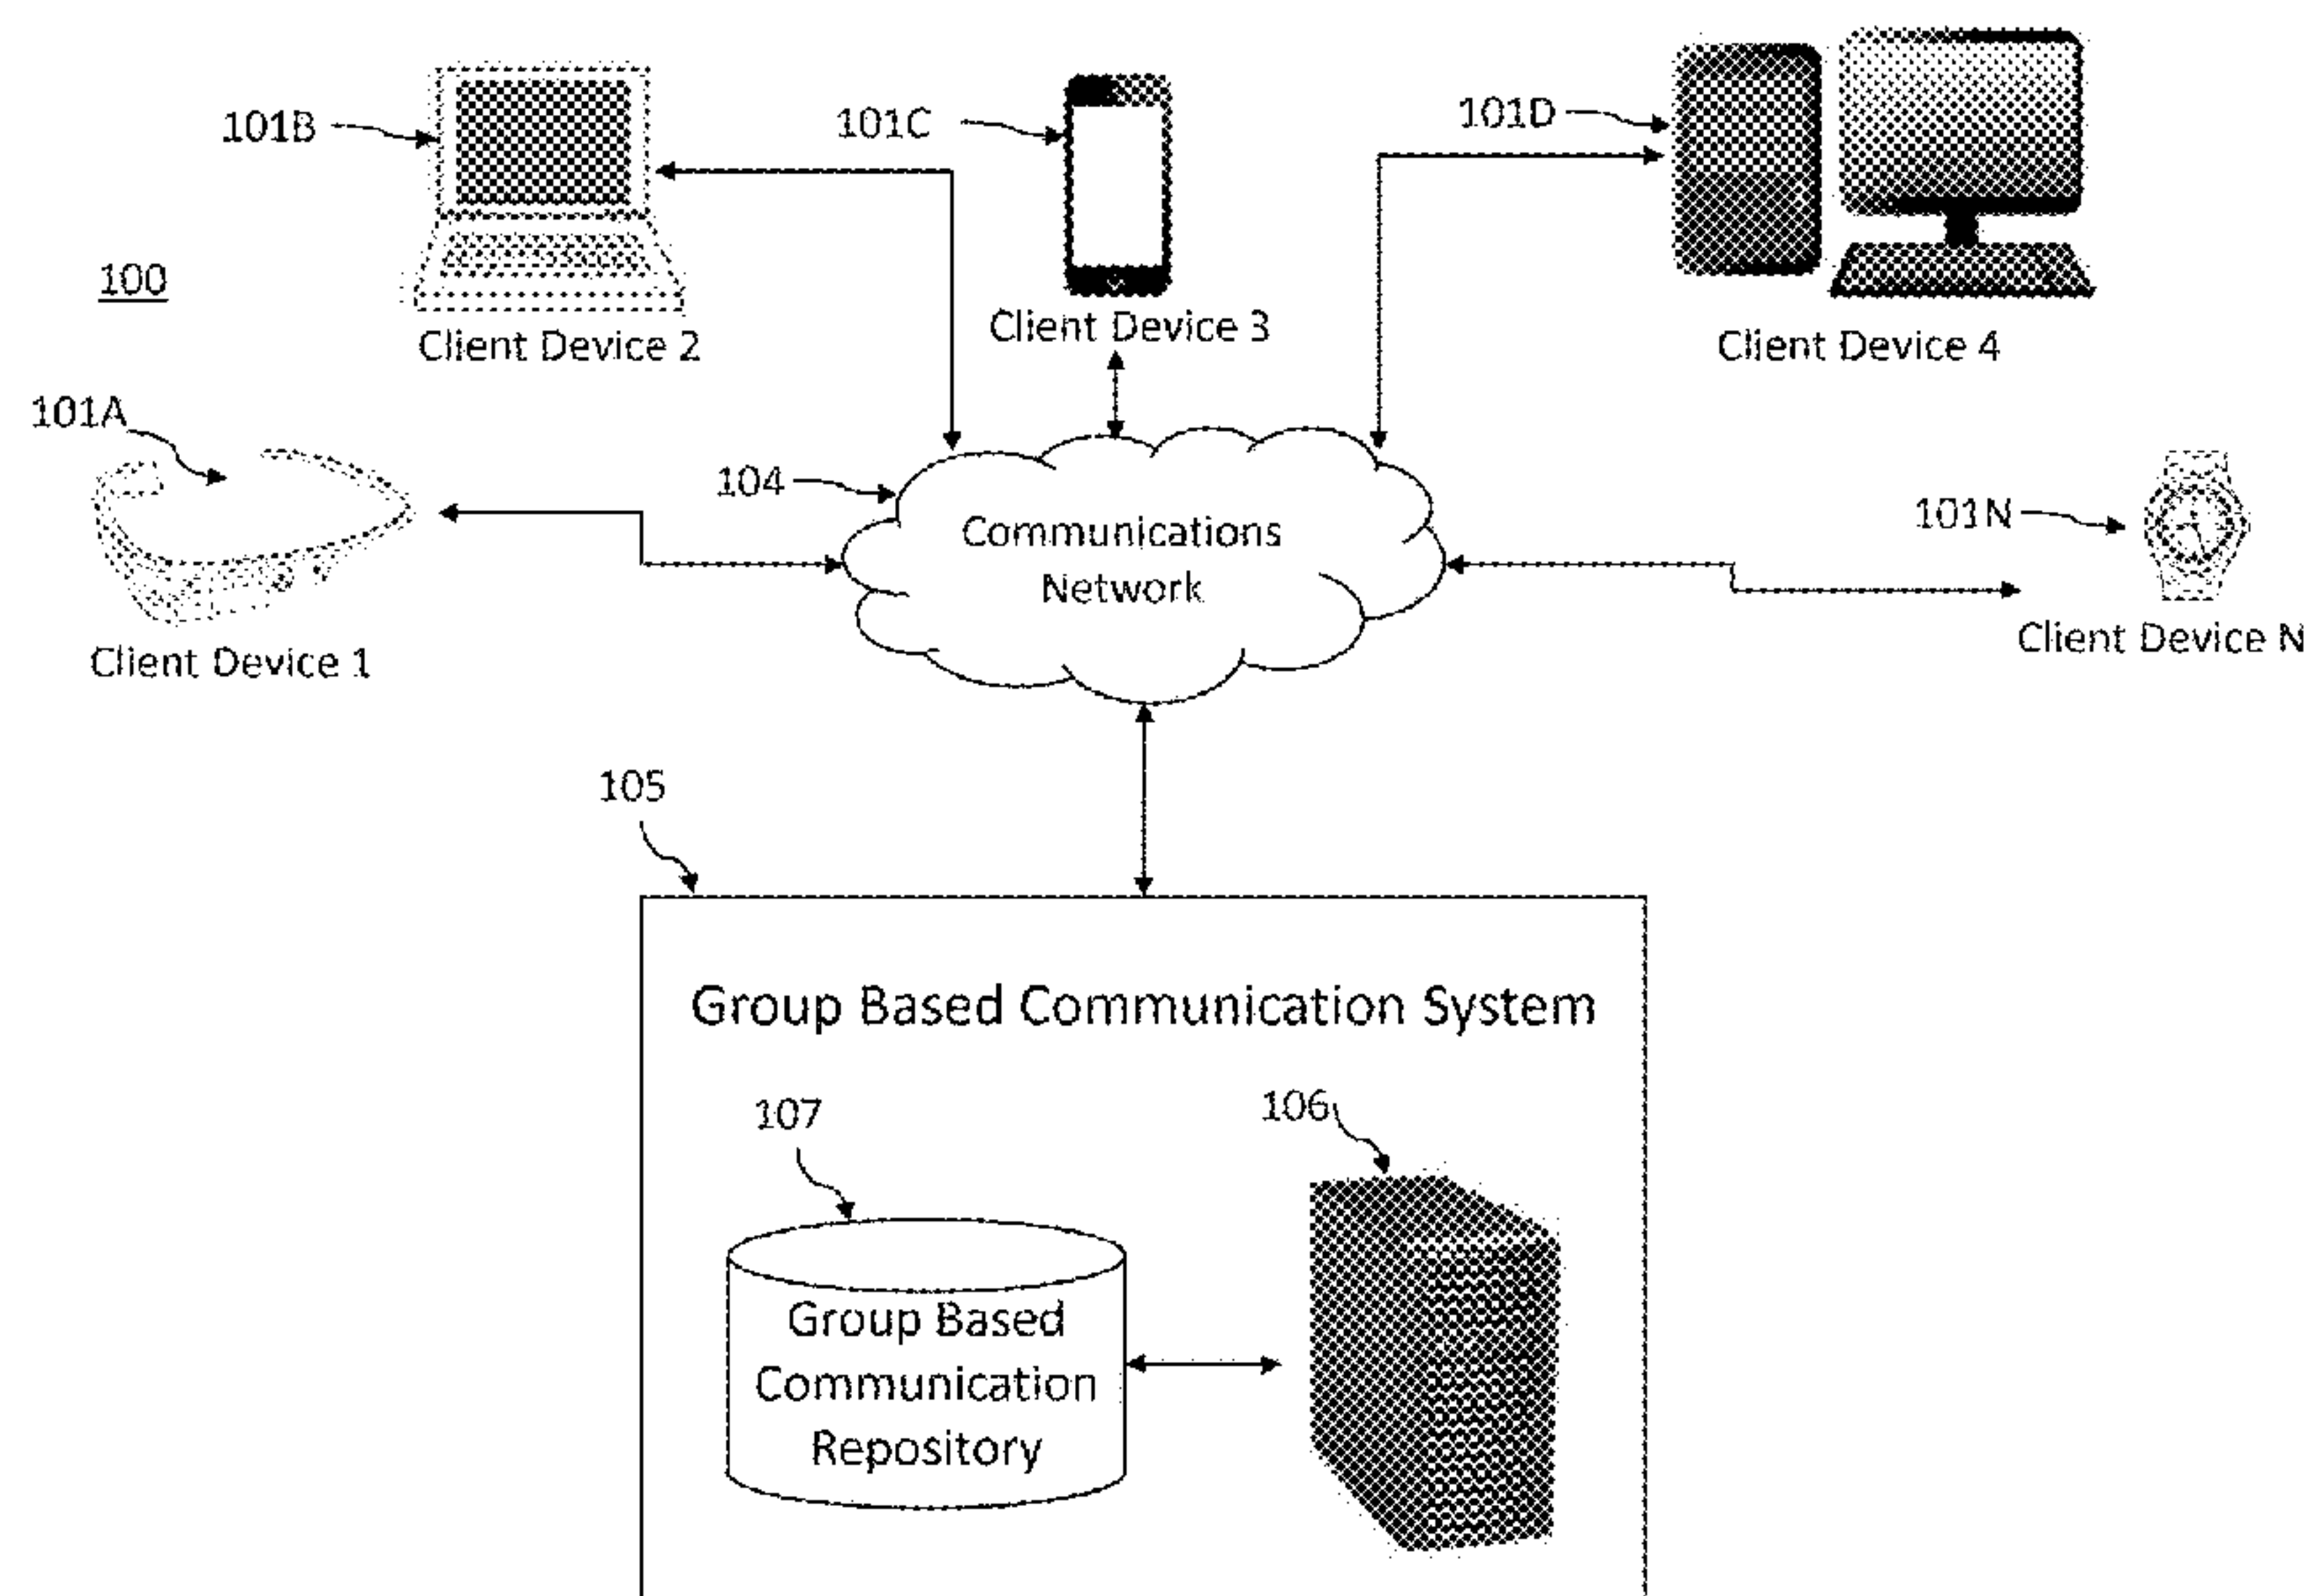 101B
101C
101D
100
Client Device 2
Client Device 3
Client Device 4
101A
104
Communications
Network
101N
Client Device 1
Client Device N
105
Group Based Communication System
107
106
Group Based
Communication
Repository